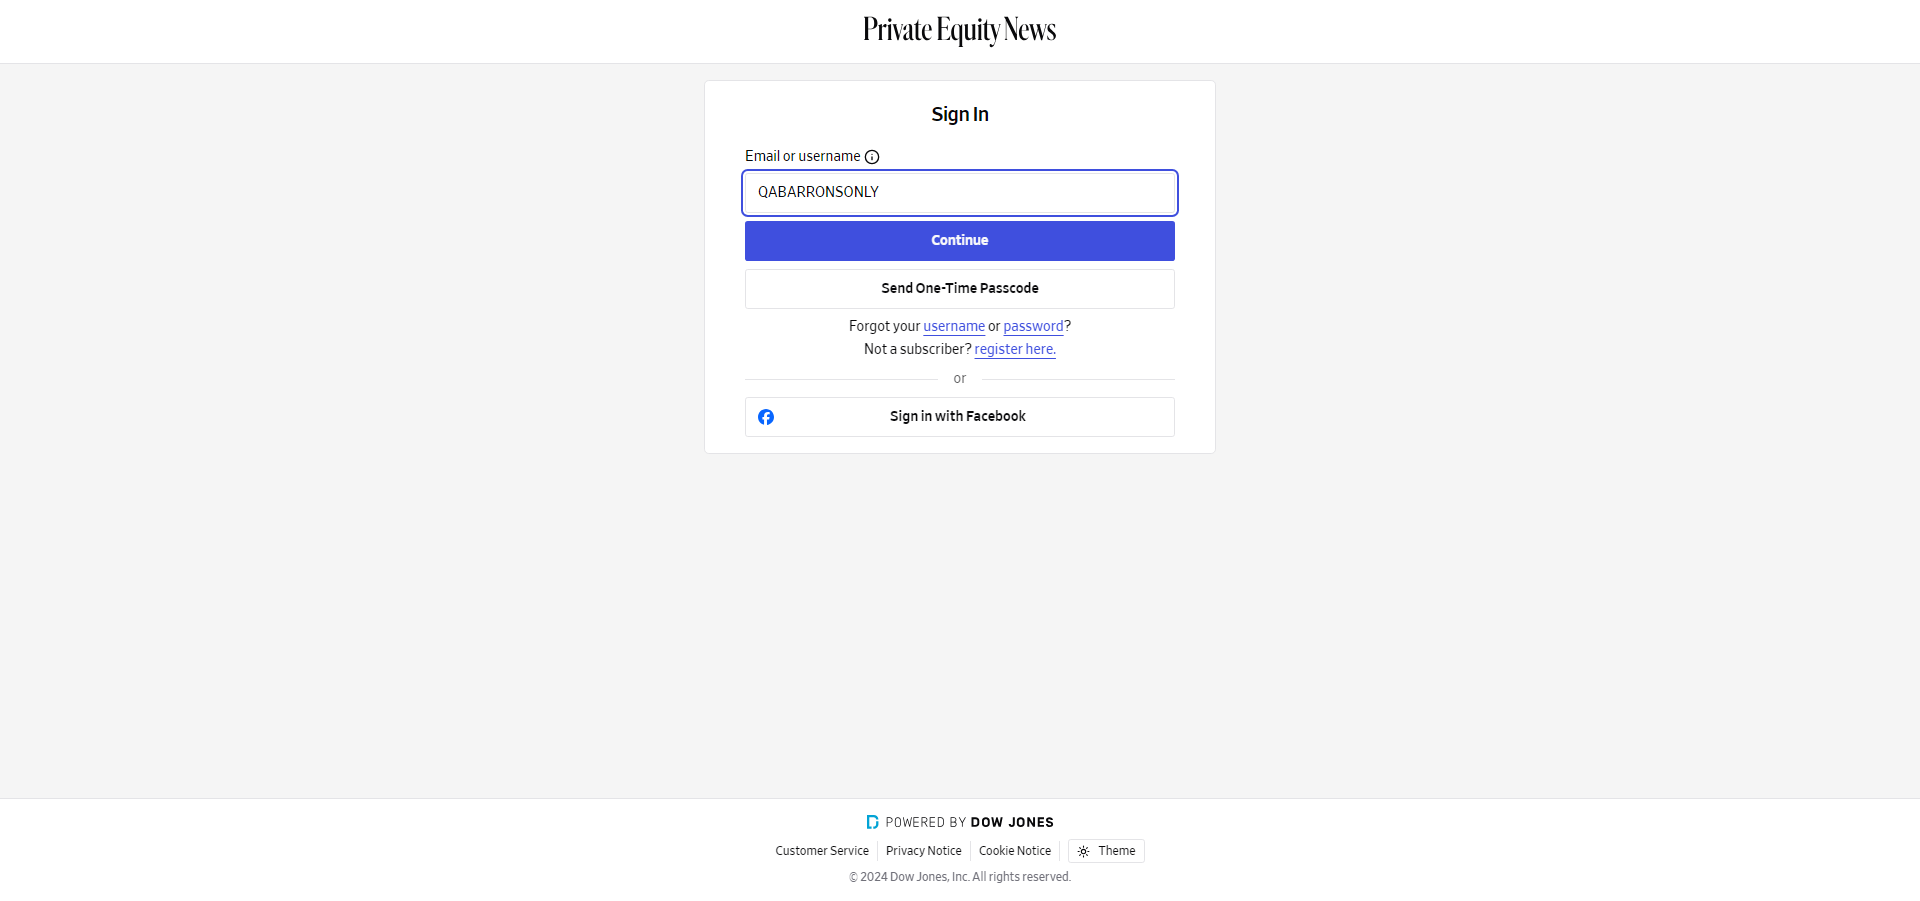 Private Equity News
Sign In
Email or username
QABARRONSONLY
Continue
Send One-Time Passcode
Forgot your username or password?
Not a subscriber? register here.
or
Sign in with Facebook
POWERED BY DOW JONES
Customer Service
Privacy Notice
Cookie Notice
Theme
© 2024 Dow Jones, Inc. All rights reserved.